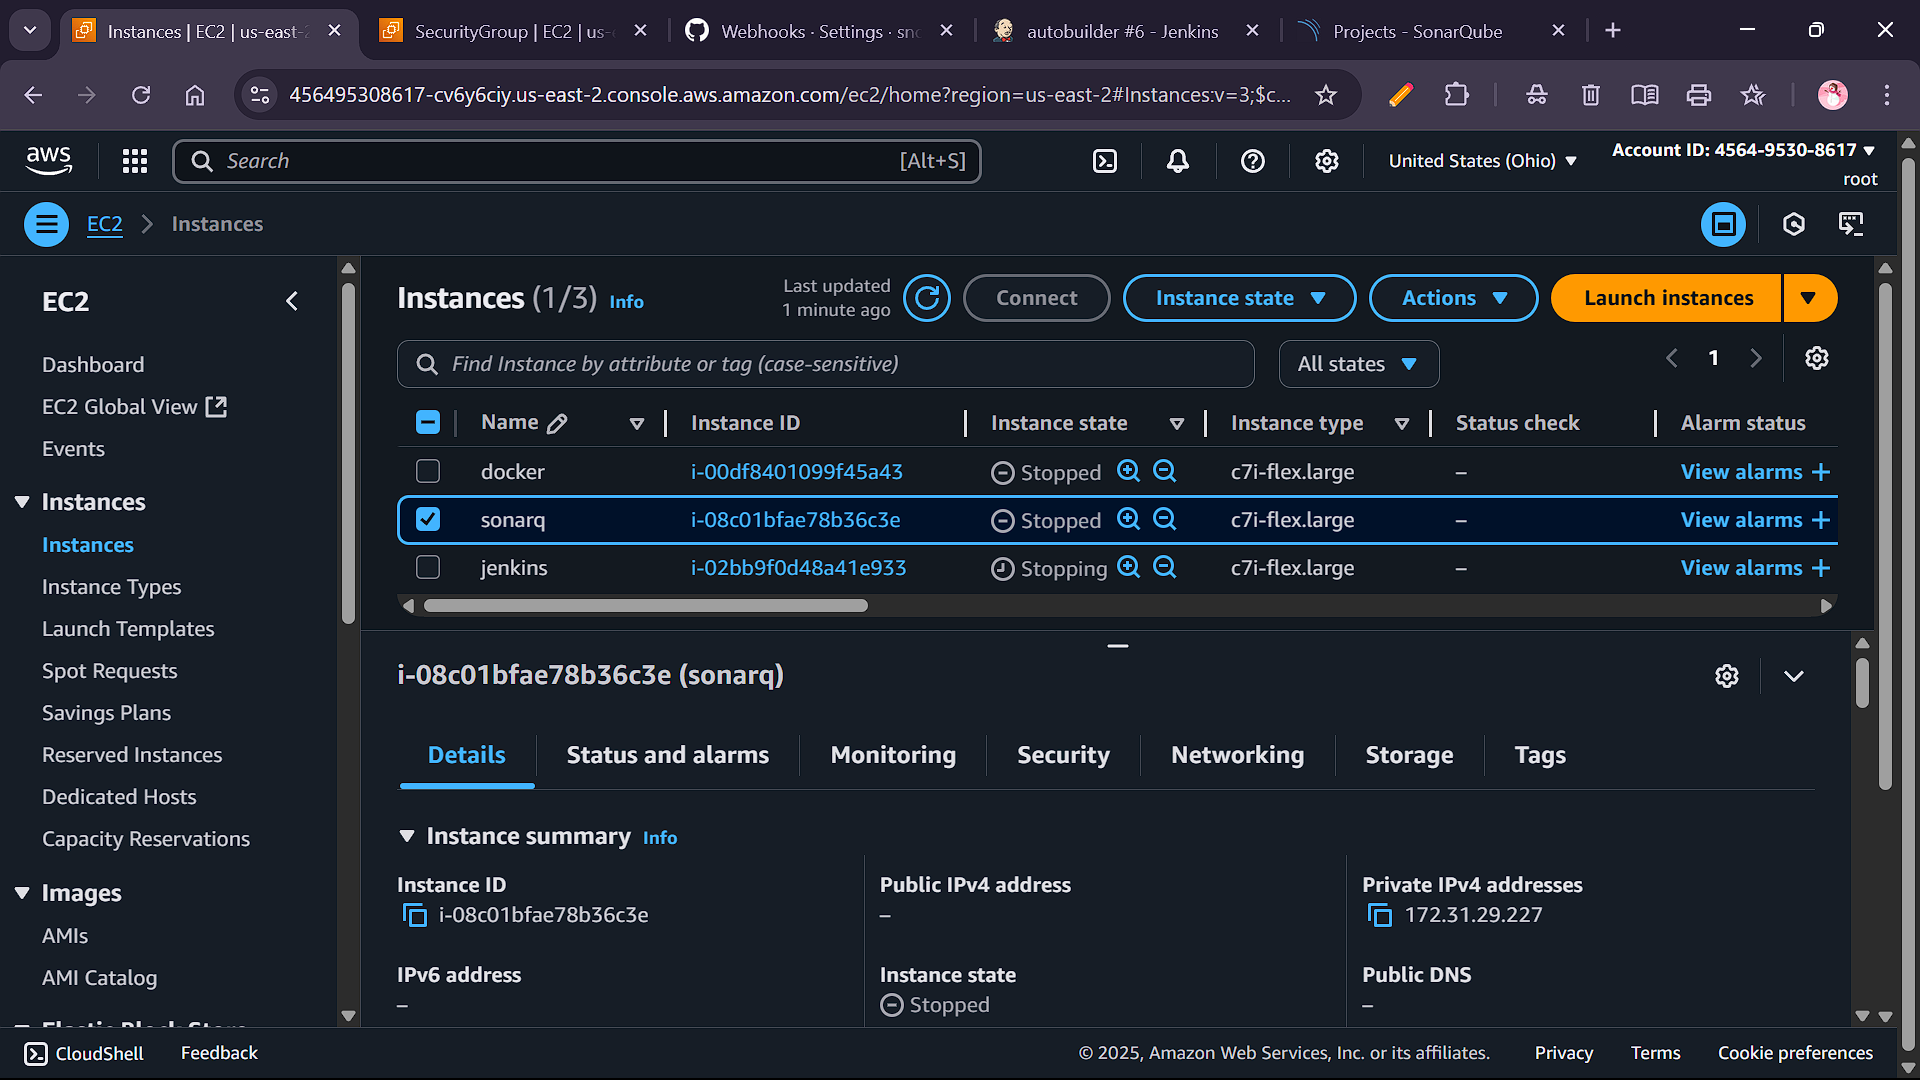 Instances | EC2 | us-east-2
SecurityGroup | EC2 | us-
Webhooks · Settings · sno
autobuilder #6 - Jenkins
Projects - SonarQube
456495308617-cv6y6ciy.us-east-2.console.aws.amazon.com/ec2/home?region=us-east-2#Instances:v=3;$c...
aws
Search
[Alt+S]
United States (Ohio)
Account ID: 4564-9530-8617
root
EC2
Instances
EC2
Dashboard
EC2 Global View
Events
Instances
Instances
Instance Types
Launch Templates
Spot Requests
Savings Plans
Reserved Instances
Dedicated Hosts
Capacity Reservations
Images
AMIs
AMI Catalog
Elastic Block Store
Instances (1/3) Info
Last updated
1 minute ago
Connect
Instance state
Actions
Launch instances
Find Instance by attribute or tag (case-sensitive)
All states
1
Name Instance ID Instance state Instance type Status check Alarm status
docker i-00df8401099f45a43 Stopped c7i-flex.large – View alarms +
sonarq i-08c01bfae78b36c3e Stopped c7i-flex.large – View alarms +
jenkins i-02bb9f0d48a41e933 Stopping c7i-flex.large – View alarms +
i-08c01bfae78b36c3e (sonarq)
Details
Status and alarms
Monitoring
Security
Networking
Storage
Tags
Instance summary Info
Instance ID
i-08c01bfae78b36c3e
Public IPv4 address
–
Private IPv4 addresses
172.31.29.227
IPv6 address
–
Instance state
Stopped
Public DNS
–
CloudShell
Feedback
© 2025, Amazon Web Services, Inc. or its affiliates.
Privacy
Terms
Cookie preferences